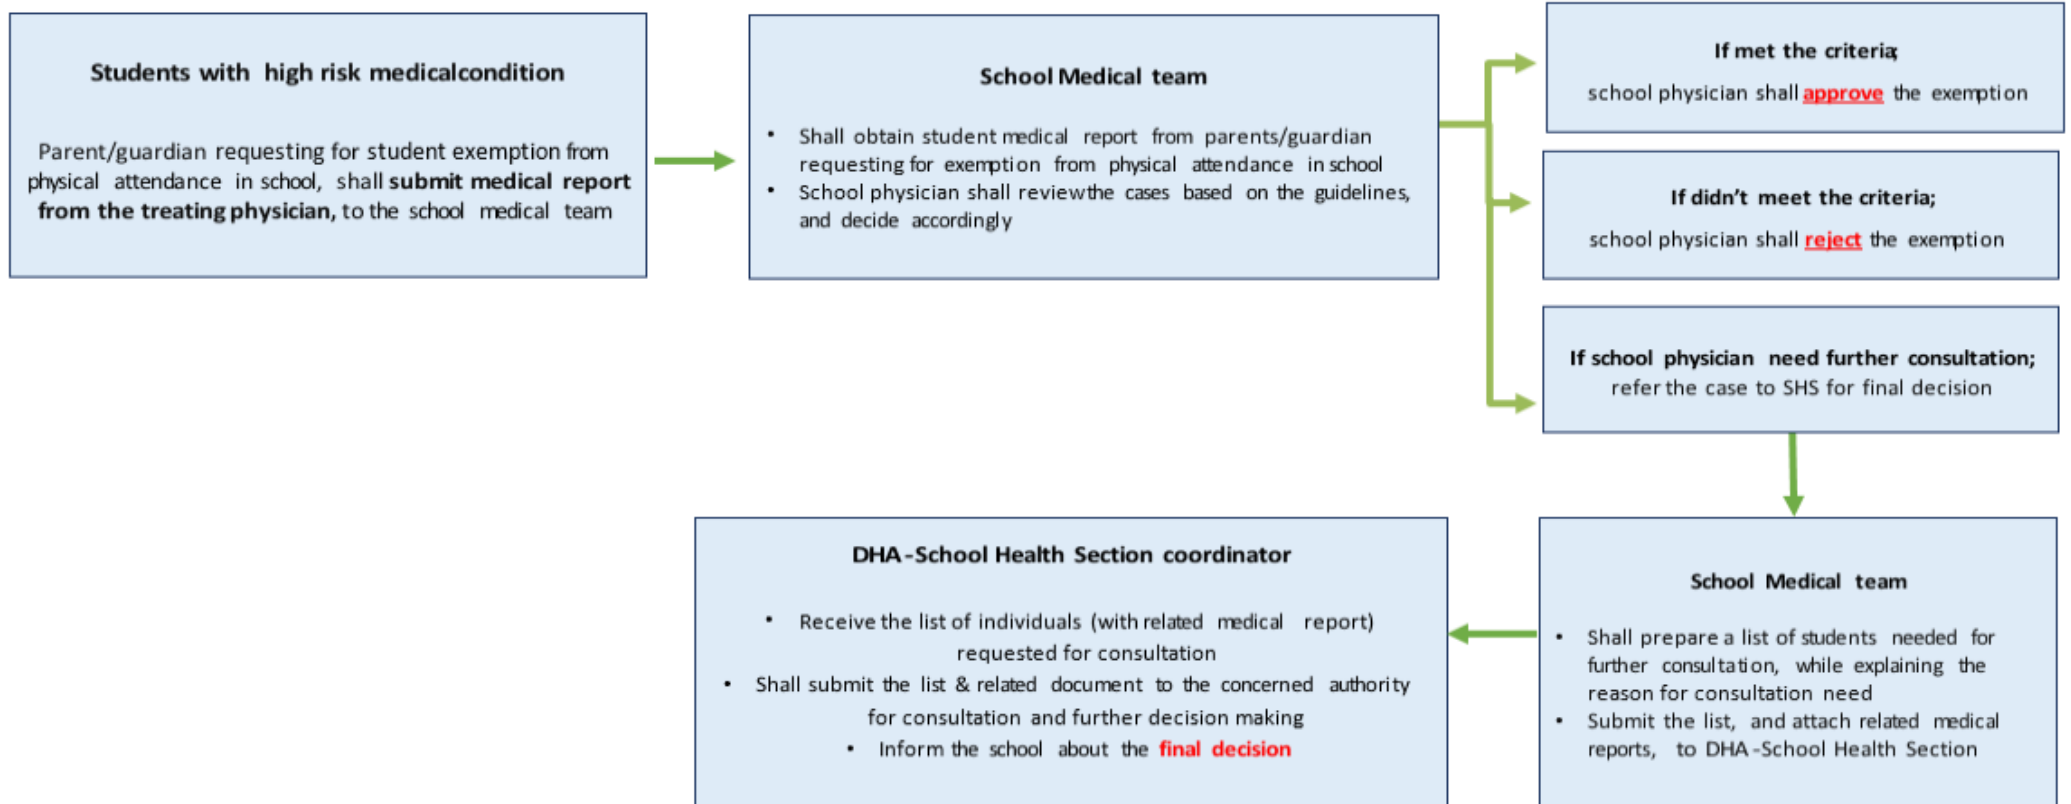 Students with high risk medicalcondition
Parent/guardian requesting for student exemption from
physical attendance in school, shall submit medical report
from the treating physician, to the school medical team
School Medical team
• Shall obtain student medical report from parents/guardian
requesting for exemption from physical attendance in school
• School physician shall review the cases based on the guidelines,
and decide accordingly
If met the criteria;
school physician shall approve the exemption
If didn't meet the criteria;
school physician shall reject the exemption
If school physician need further consultation;
refer the case to SHS for final decision
School Medical team
• Shall prepare a list of students needed for
further consultation, while explaining the
reason for consultation need
• Submit the list, and attach related medical
reports, to DHA-School Health Section
DHA-School Health Section coordinator
• Receive the list of individuals (with related medical report)
requested for consultation
• Shall submit the list & related document to the concerned authority
for consultation and further decision making
• Inform the school about the final decision